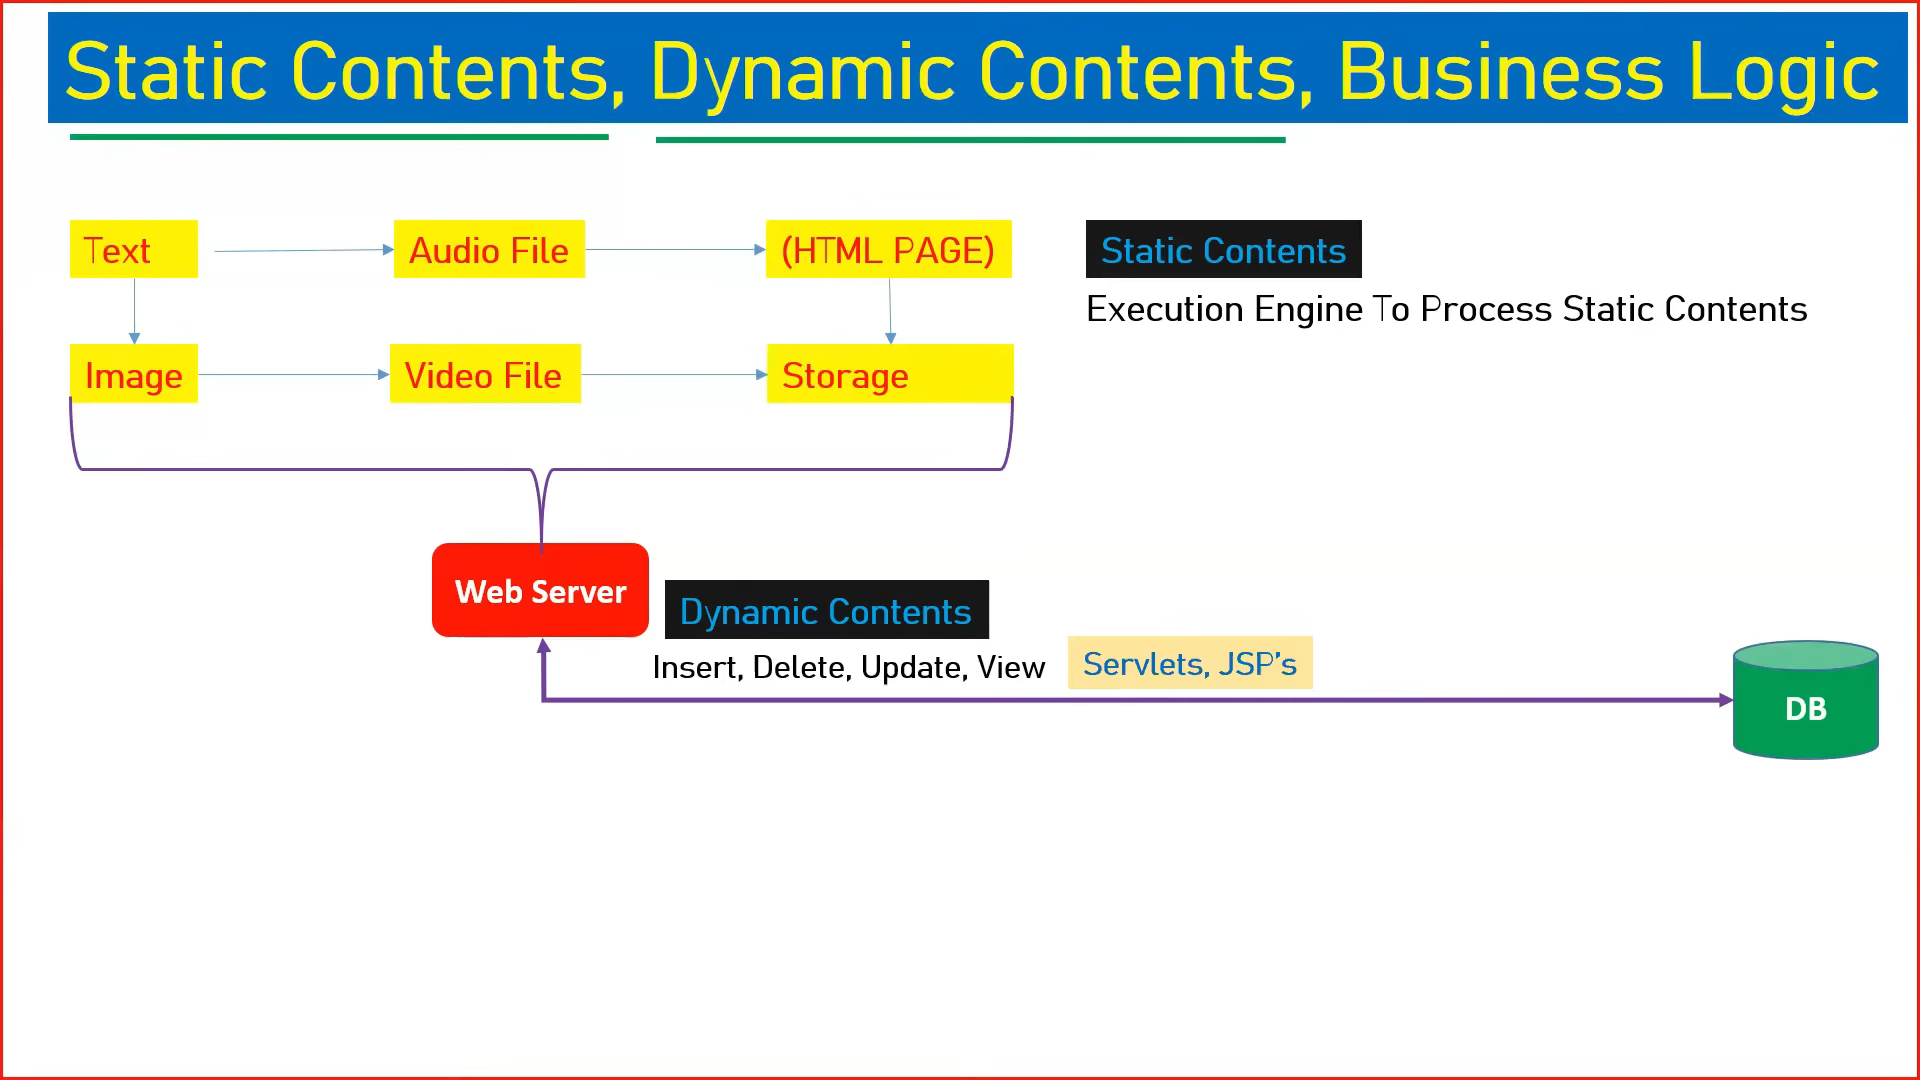 Static Contents, Dynamic Contents, Business Logic
Text
Audio File
(HTML PAGE)
Static Contents
Execution Engine To Process Static Contents
Image
Video File
Storage
Web Server
Dynamic Contents
Insert, Delete, Update, View
Servlets, JSP's
DB